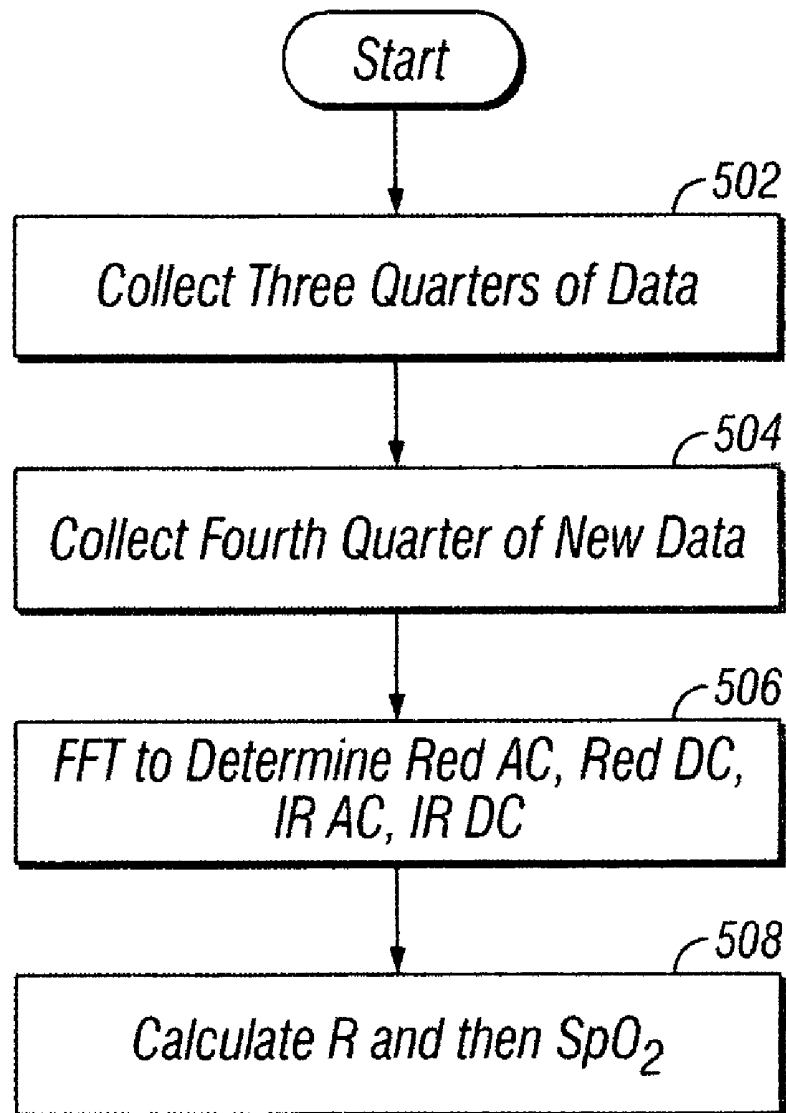 Start
502
Collect Three Quarters of Data
504
Collect Fourth Quarter of New Data
506
FFT to Determine Red AC, Red DC,
IR AC, IR DC
508
Calculate R and then SpO₂